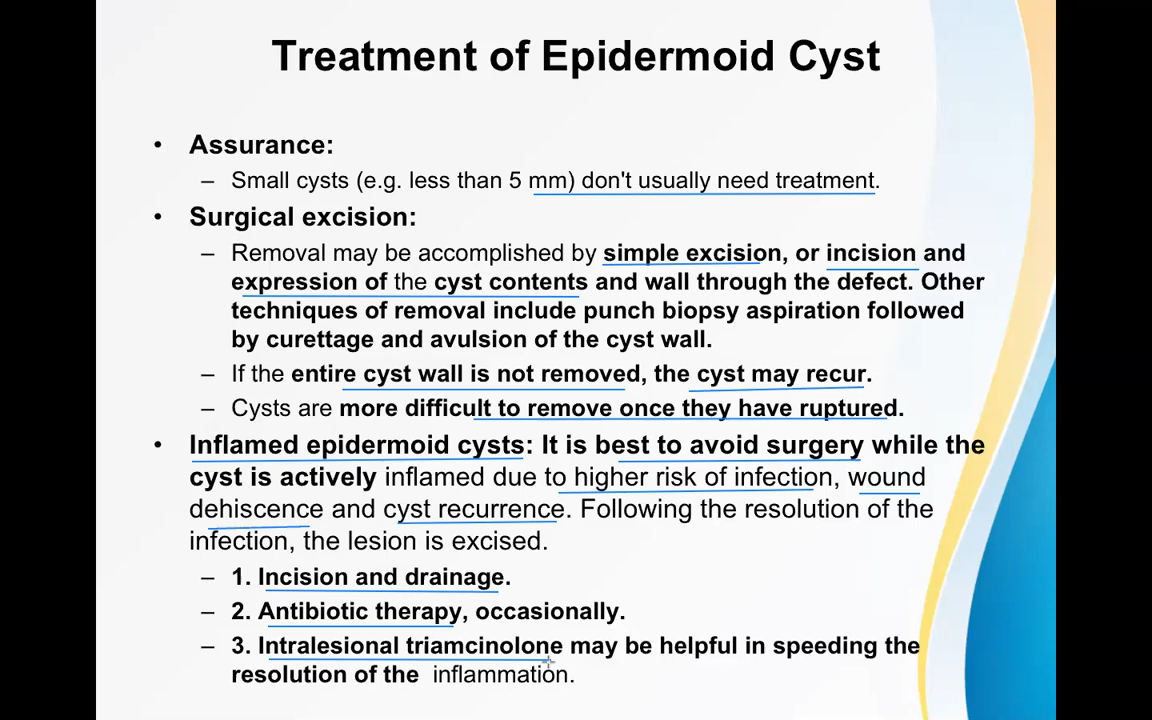 Treatment of Epidermoid Cyst
• Assurance:
– Small cysts (e.g. less than 5 mm) don't usually need treatment.
• Surgical excision:
– Removal may be accomplished by simple excision, or incision and
expression of the cyst contents and wall through the defect. Other
techniques of removal include punch biopsy aspiration followed
by curettage and avulsion of the cyst wall.
– If the entire cyst wall is not removed, the cyst may recur.
– Cysts are more difficult to remove once they have ruptured.
• Inflamed epidermoid cysts: It is best to avoid surgery while the
cyst is actively inflamed due to higher risk of infection, wound
dehiscence and cyst recurrence. Following the resolution of the
infection, the lesion is excised.
– 1. Incision and drainage.
– 2. Antibiotic therapy, occasionally.
– 3. Intralesional triamcinolone may be helpful in speeding the
resolution of the inflammation.